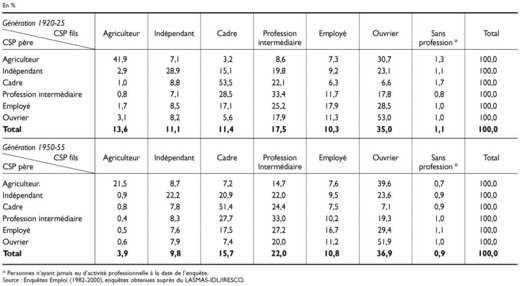 En %
Génération 1920-25
CSP fils Agriculteur Indépendant Cadre Profession intermédiaire Employé Ouvrier Sans profession * Total
CSP père
Agriculteur 41,9 7,1 3,2 8,6 7,3 30,7 1,3 100,0
Indépendant 2,9 28,9 15,1 19,8 9,2 23,1 1,1 100,0
Cadre 1,0 8,8 53,5 22,1 6,3 6,6 1,7 100,0
Profession intermédiaire 0,8 7,1 28,5 33,4 11,7 17,8 0,8 100,0
Employé 1,7 8,5 17,1 25,2 17,9 28,5 1,0 100,0
Ouvrier 3,1 8,2 5,6 17,9 11,3 53,0 1,0 100,0
Total 13,6 11,1 11,4 17,5 10,3 35,0 1,1 100,0
Génération 1950-55
CSP fils Agriculteur Indépendant Cadre Profession Intermédiaire Employé Ouvrier Sans profession * Total
CSP père
Agriculteur. 21,5 8,7 7,2 14,7 7,6 39,6 0,7 100,0
Indépendant 0,9 22,2 20,9 22,0 9,5 23,6 0,9 100,0
Cadre 0,8 7,8 51,4 24,4 7,5 7,1 0,9 100,0
Profession intermédiaire 0,4 8,3 27,7 33,0 10,2 19,3 1,0 100,0
Employé 0,5 7,6 17,5 27,2 16,7 29,4 1,1 100,0
Ouvrier 0,6 7,9 7,4 20,0 11,2 51,9 1,0 100,0
Total 3,9 9,8 15,7 22,0 10,8 36,9 0,9 100,0
* Personnes n'ayant jamais eu d'activité professionnelle à la date de l'enquête.
Source : Enquêtes Emploi (1982-2000), enquêtes obtenues auprès du LASMAS-IDL/IRESCO.